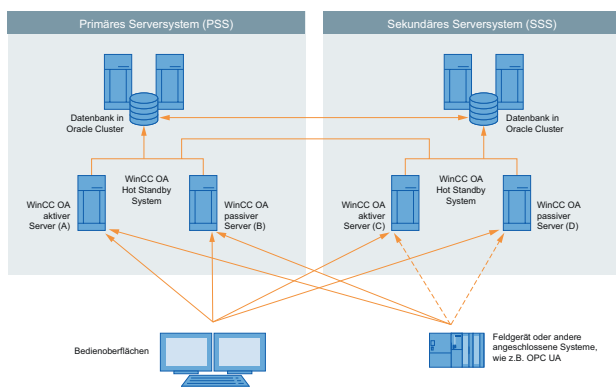 Primäres Serversystem (PSS)
Sekundäres Serversystem (SSS)
Datenbank in
Oracle Cluster
Datenbank in
Oracle Cluster
WinCC OA
aktiver
Server (A)
WinCC OA
Hot Standby
System
WinCC OA
passiver
Server (B)
WinCC OA
aktiver
Server (C)
WinCC OA
Hot Standby
System
WinCC OA
passiver
Server (D)
Bedienoberflächen
Feldgerät oder andere
angeschlossene Systeme,
wie z.B. OPC UA